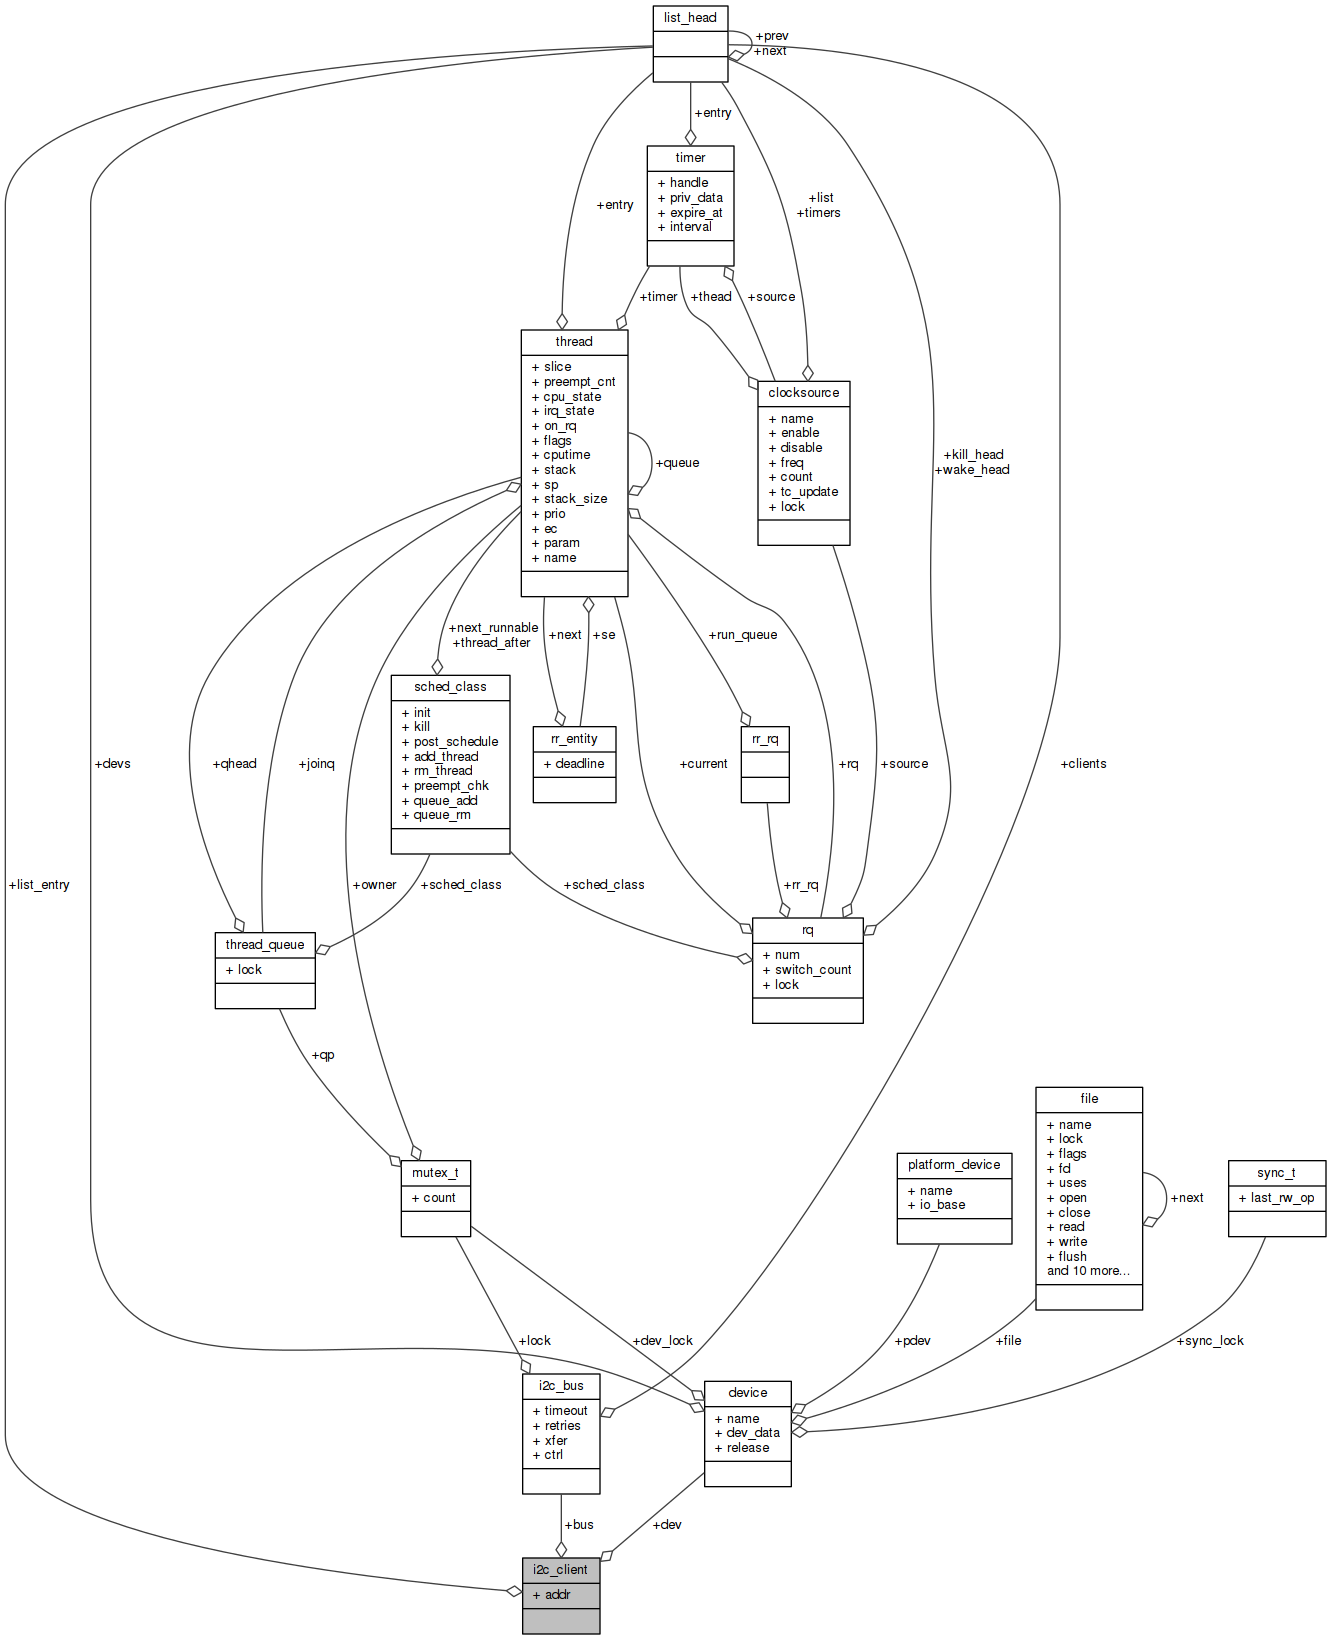 list_head
+prev
+next
+entry
timer
+ handle
+ priv_data
+ expire_at
+ interval
+list
+timers
+entry
+timer
+thead
+source
thread
+ slice
+ preempt_cnt
+ cpu_state
+ irq_state
+ on_rq
+ flags
+ cputime
+ stack
+ sp
+ stack_size
+ prio
+ ec
+ param
+ name
+queue
clocksource
+ name
+ enable
+ disable
+ freq
+ count
+ tc_update
+ lock
+kill_head
+wake_head
+next_runnable
+thread_after
+next
+se
+run_queue
sched_class
+ init
+ kill
+ post_schedule
+ add_thread
+ rm_thread
+ preempt_chk
+ queue_add
+ queue_rm
rr_entity
+ deadline
rr_rq
+devs
+qhead
+joinq
+current
+rq
+source
+clients
+list_entry
+owner
+sched_class
+sched_class
+rr_rq
thread_queue
+ lock
rq
+ num
+ switch_count
+ lock
+qp
mutex_t
+ count
platform_device
+ name
+ io_base
file
+ name
+ lock
+ flags
+ fd
+ uses
+ open
+ close
+ read
+ write
+ flush
and 10 more...
+next
sync_t
+ last_rw_op
+lock
+dev_lock
+pdev
+file
+sync_lock
i2c_bus
+ timeout
+ retries
+ xfer
+ ctrl
device
+ name
+ dev_data
+ release
+bus
+dev
i2c_client
+ addr